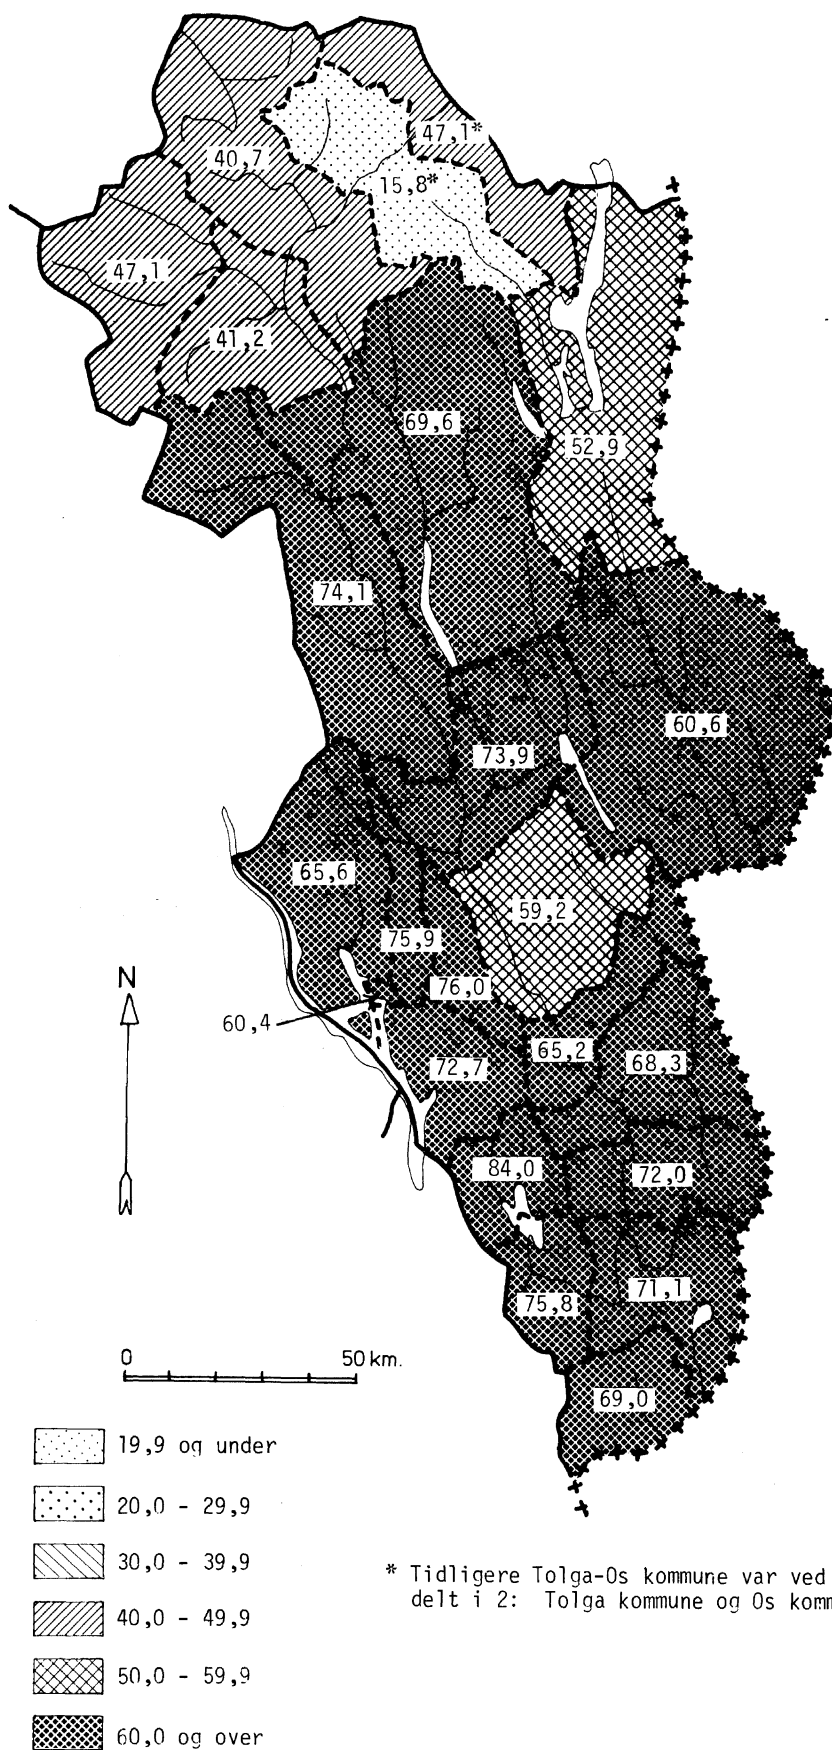 47,1*
40,7
15,8*
47,1
41,2
69,6
52,9
74,1
60,6
73,9
65,6
59,2
75,9
76,0
60,4
65,2
72,7
68,3
84,0
72,0
71,1
75,8
69,0
N
0 50 km.
19,9 og under
20,0 - 29,9
30,0 - 39,9
40,0 - 49,9
50,0 - 59,9
60,0 og over
* Tidligere Tolga-Os kommune var ved
delt i 2: Tolga kommune og Os komm